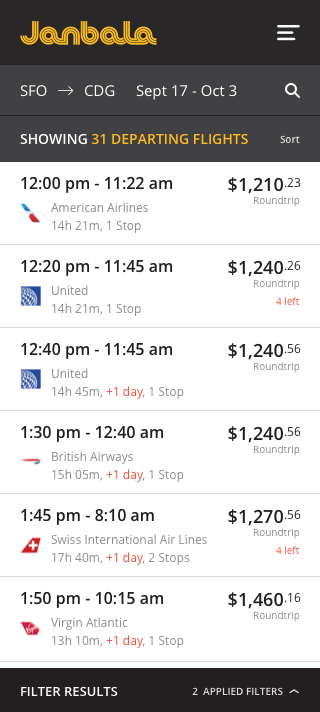 Janbala
SFO → CDG Sept 17 - Oct 3
SHOWING 31 DEPARTING FLIGHTS Sort
12:00 pm - 11:22 am $1,210.23
American Airlines Roundtrip
14h 21m, 1 Stop
12:20 pm - 11:45 am $1,240.26
United Roundtrip
14h 21m, 1 Stop 4 left
12:40 pm - 11:45 am $1,240.56
United Roundtrip
14h 45m, +1 day, 1 Stop
1:30 pm - 12:40 am $1,240.56
British Airways Roundtrip
15h 05m, +1 day, 1 Stop
1:45 pm - 8:10 am $1,270.56
Swiss International Air Lines Roundtrip
17h 40m, +1 day, 2 Stops 4 left
1:50 pm - 10:15 am $1,460.16
Virgin Atlantic Roundtrip
13h 10m, +1 day, 1 Stop
FILTER RESULTS 2 APPLIED FILTERS